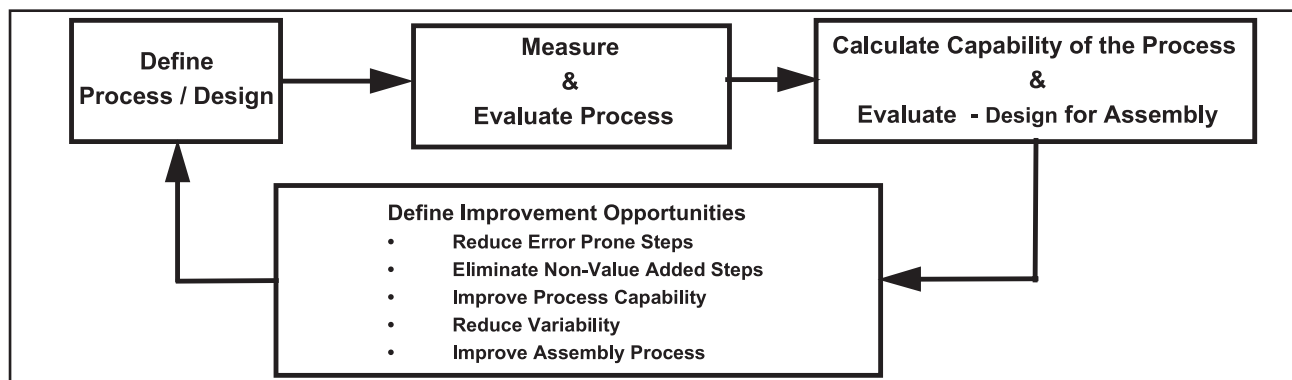 Define
Process / Design
Measure
&
Evaluate Process
Calculate Capability of the Process
&
Evaluate - Design for Assembly
Define Improvement Opportunities
• Reduce Error Prone Steps
• Eliminate Non-Value Added Steps
• Improve Process Capability
• Reduce Variability
• Improve Assembly Process